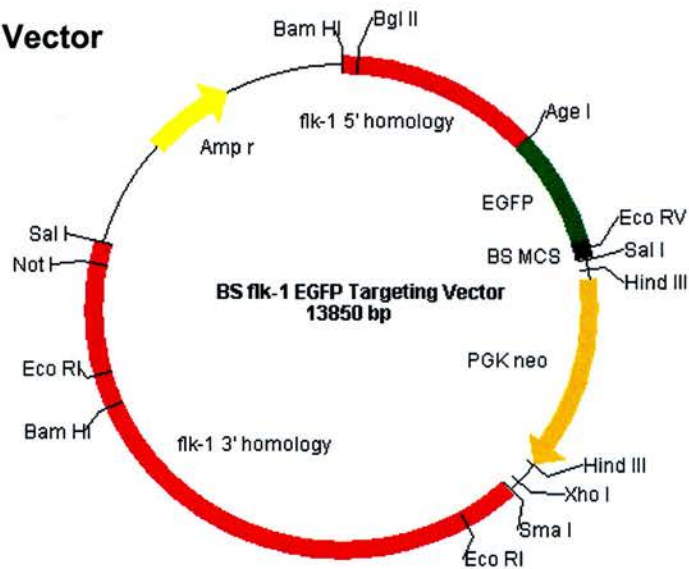 Vector
Bam HI
Bgl II
flk-1 5' homology
Age I
Amp r
EGFP
Eco RV
Sal I
BS MCS
Sal I
Not I
Hind III
BS flk-1 EGFP Targeting Vector
13850 bp
PGK neo
Eco RI
Bam HI
flk-1 3' homology
Hind III
Xho I
Sma I
Eco RI